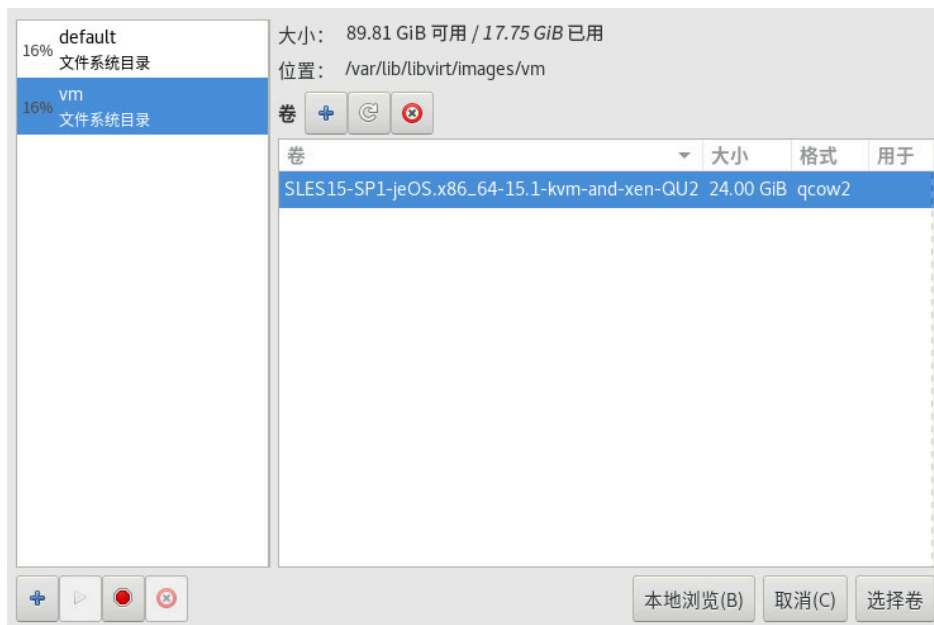 16%
default
文件系统目录
16%
vm
文件系统目录
大小： 89.81 GiB 可用 / 17.75 GiB 已用
位置： /var/lib/libvirt/images/vm
卷
卷 大小 格式 用于
SLES15-SP1-jeOS.x86_64-15.1-kvm-and-xen-QU2 24.00 GiB qcow2
本地浏览(B) 取消(C) 选择卷